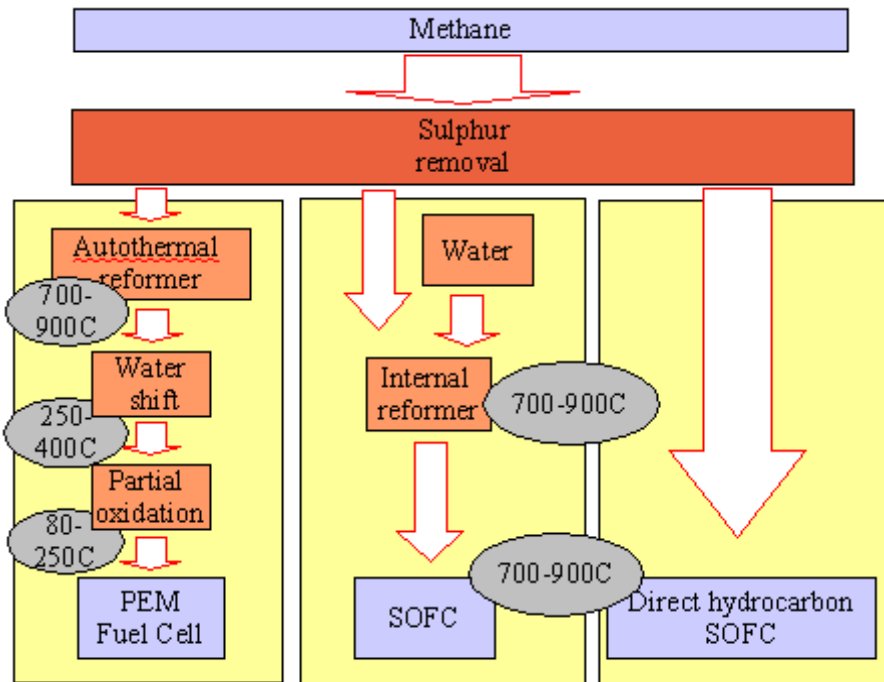 Methane
Sulphur
removal
Autothermal
reformer
700-
900C
Water
shift
250-
400C
Partial
oxidation
80-
250C
PEM
Fuel Cell
Water
Internal
reformer
700-900C
SOFC
700-900C
Direct hydrocarbon
SOFC